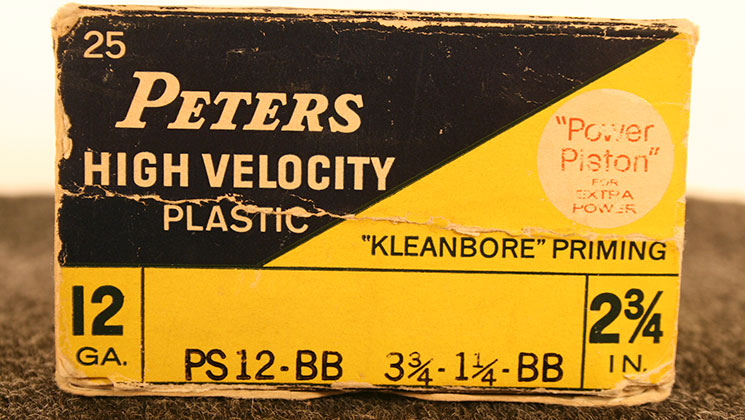 25
PETERS
HIGH VELOCITY
PLASTIC
"Power
Piston"
FOR
EXTRA
POWER
"KLEANBORE" PRIMING
12
GA.
PS12-BB 3¾-1¼-BB
2¾
IN.